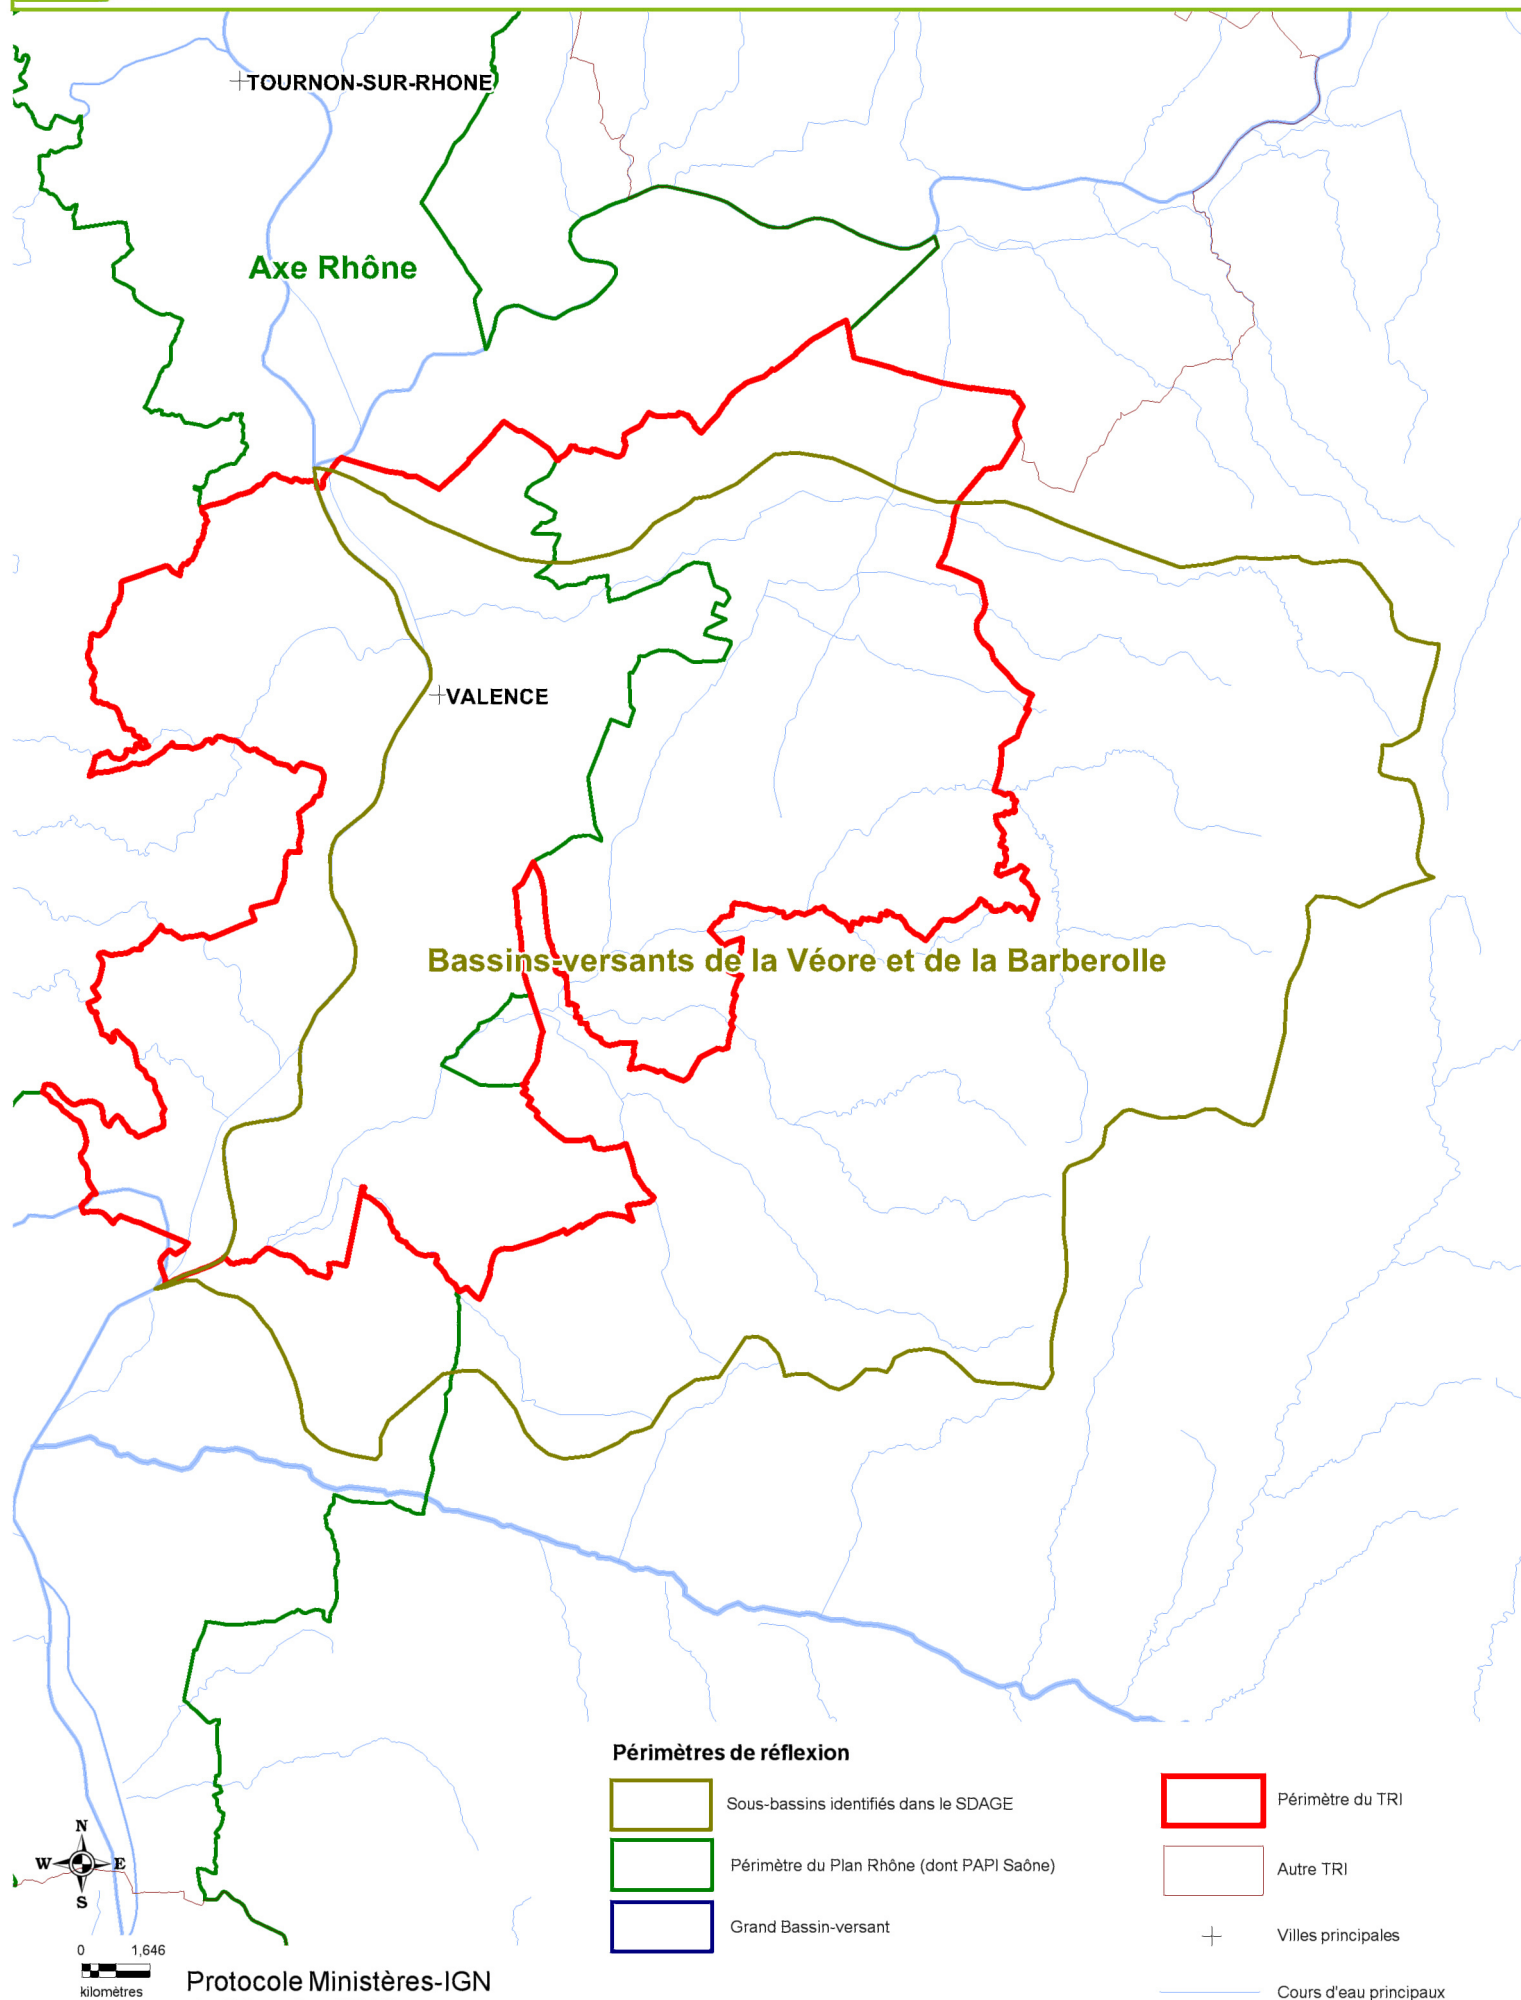 TOURNON-SUR-RHONE
Axe Rhône
VALENCE
Bassins-versants de la Véore et de la Barberolle
Périmètres de réflexion
Sous-bassins identifiés dans le SDAGE
Périmètre du TRI
Périmètre du Plan Rhône (dont PAPI Saône)
Autre TRI
Grand Bassin-versant
Villes principales
Cours d'eau principaux
N
W E
S
0 1,646
kilomètres
Protocole Ministères-IGN